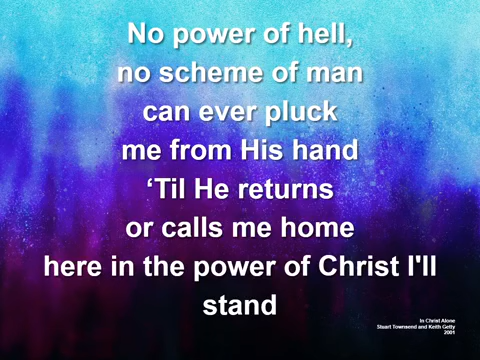 No power of hell,
no scheme of man
can ever pluck
me from His hand
‘Til He returns
or calls me home
here in the power of Christ I'll
stand
In Christ Alone
Stuart Townsend and Keith Getty
2001